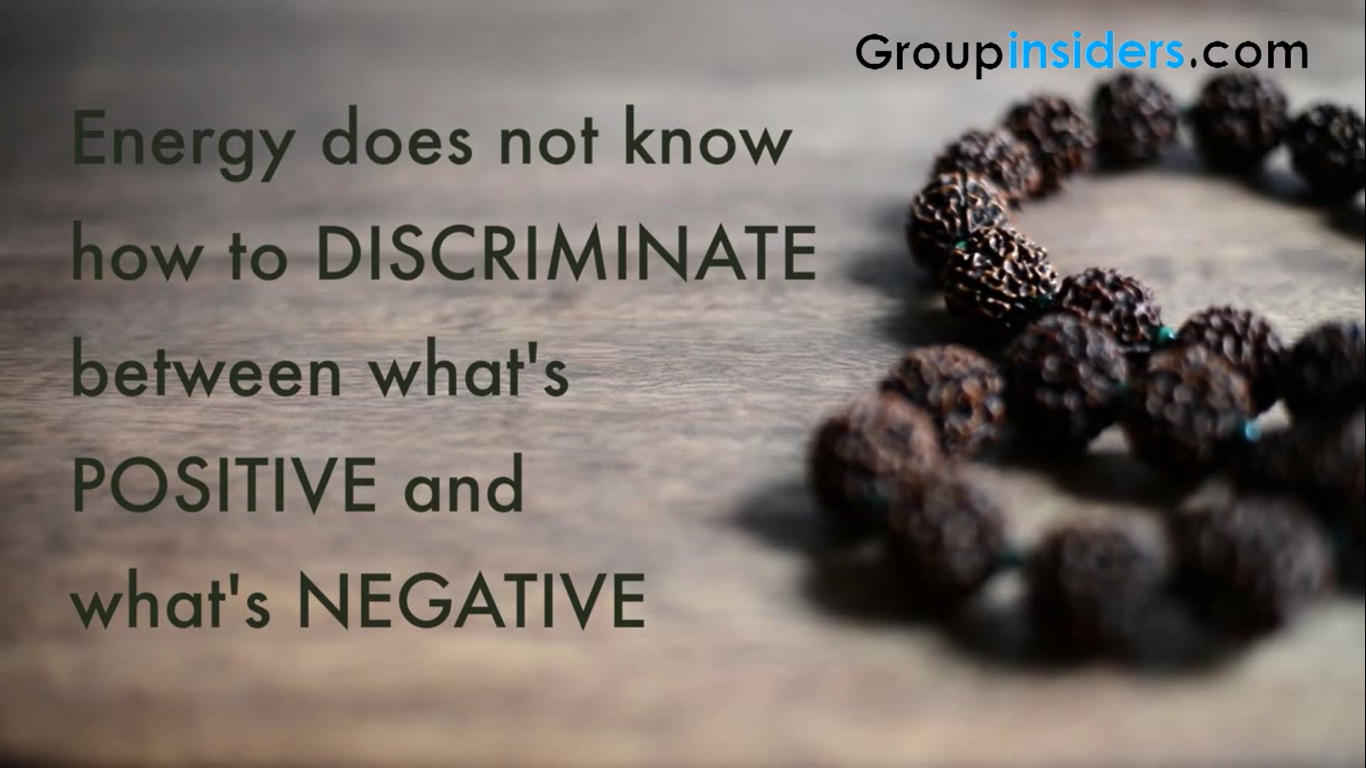 Groupinsiders.com
Energy does not know
how to DISCRIMINATE
between what's
POSITIVE and
what's NEGATIVE